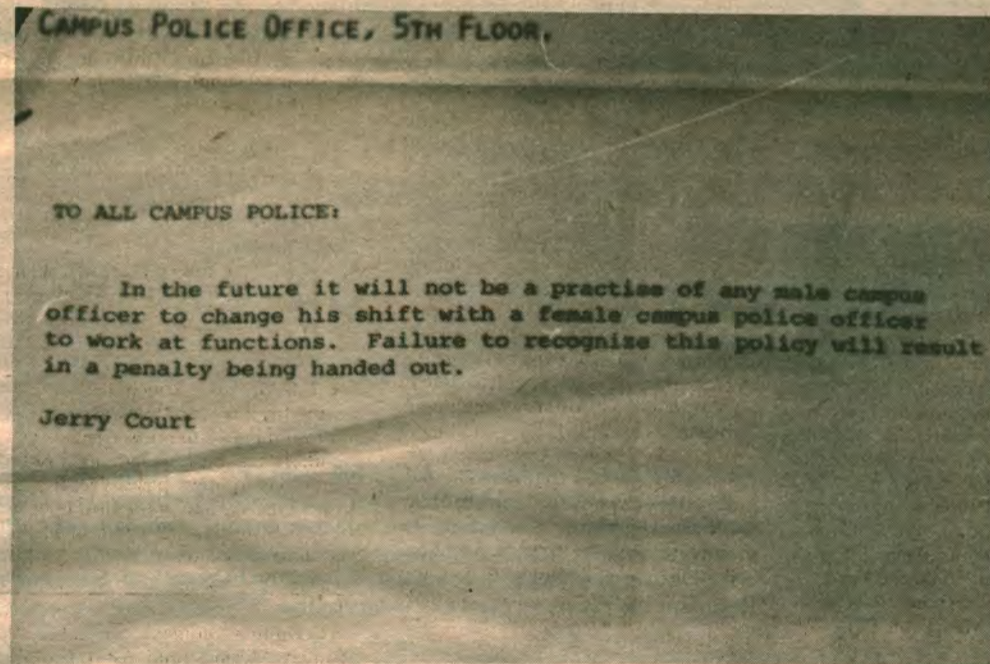 CAMPUS POLICE OFFICE, 5TH FLOOR.
TO ALL CAMPUS POLICE:
In the future it will not be a practise of any male campus
officer to change his shift with a female campus police officer
to work at functions. Failure to recognize this policy will result
in a penalty being handed out.
Jerry Court